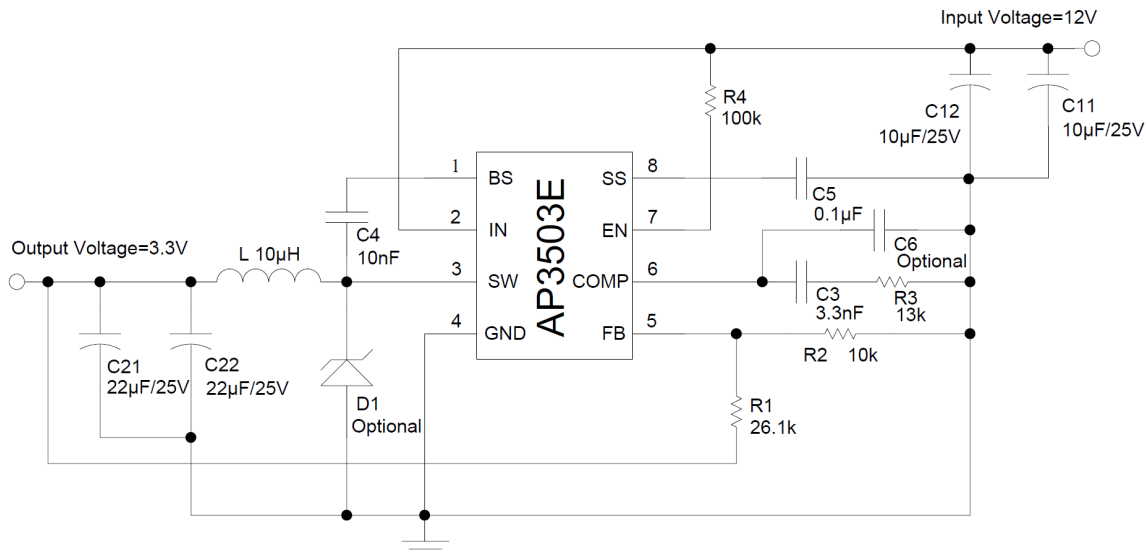 Input Voltage=12V
R4
100k
C12
10µF/25V
C11
10µF/25V
1
BS
SS
8
C5
0.1µF
C4
10nF
2
IN
EN
7
C6
Optional
Output Voltage=3.3V
L 10µH
3
SW
COMP
6
C3
3.3nF
R3
13k
AP3503E
4
GND
FB
5
R2 10k
C21
22µF/25V
C22
22µF/25V
D1
Optional
R1
26.1k